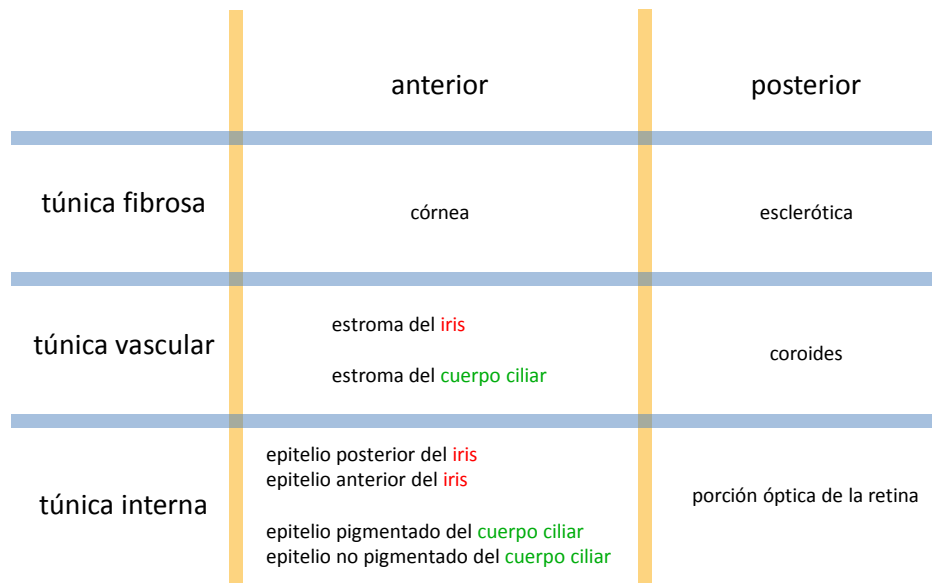 anterior
posterior
túnica fibrosa
córnea
esclerótica
túnica vascular
estroma del iris
estroma del cuerpo ciliar
coroides
túnica interna
epitelio posterior del iris
epitelio anterior del iris
epitelio pigmentado del cuerpo ciliar
epitelio no pigmentado del cuerpo ciliar
porción óptica de la retina